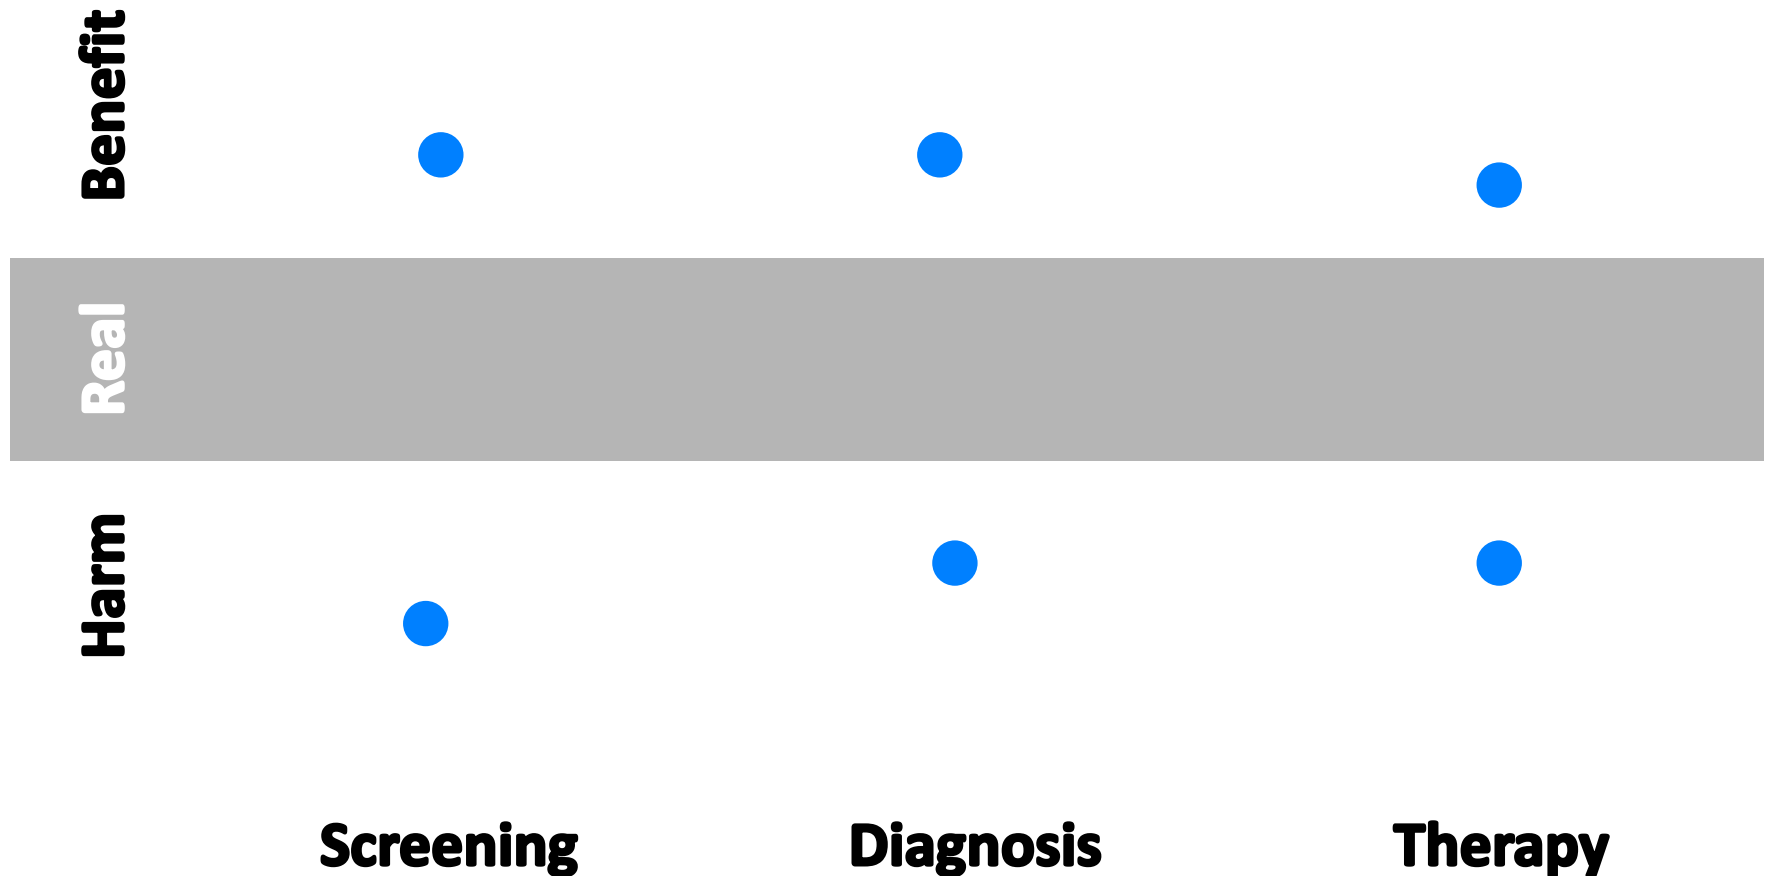 Benefit
Real
Harm
Screening
Diagnosis
Therapy